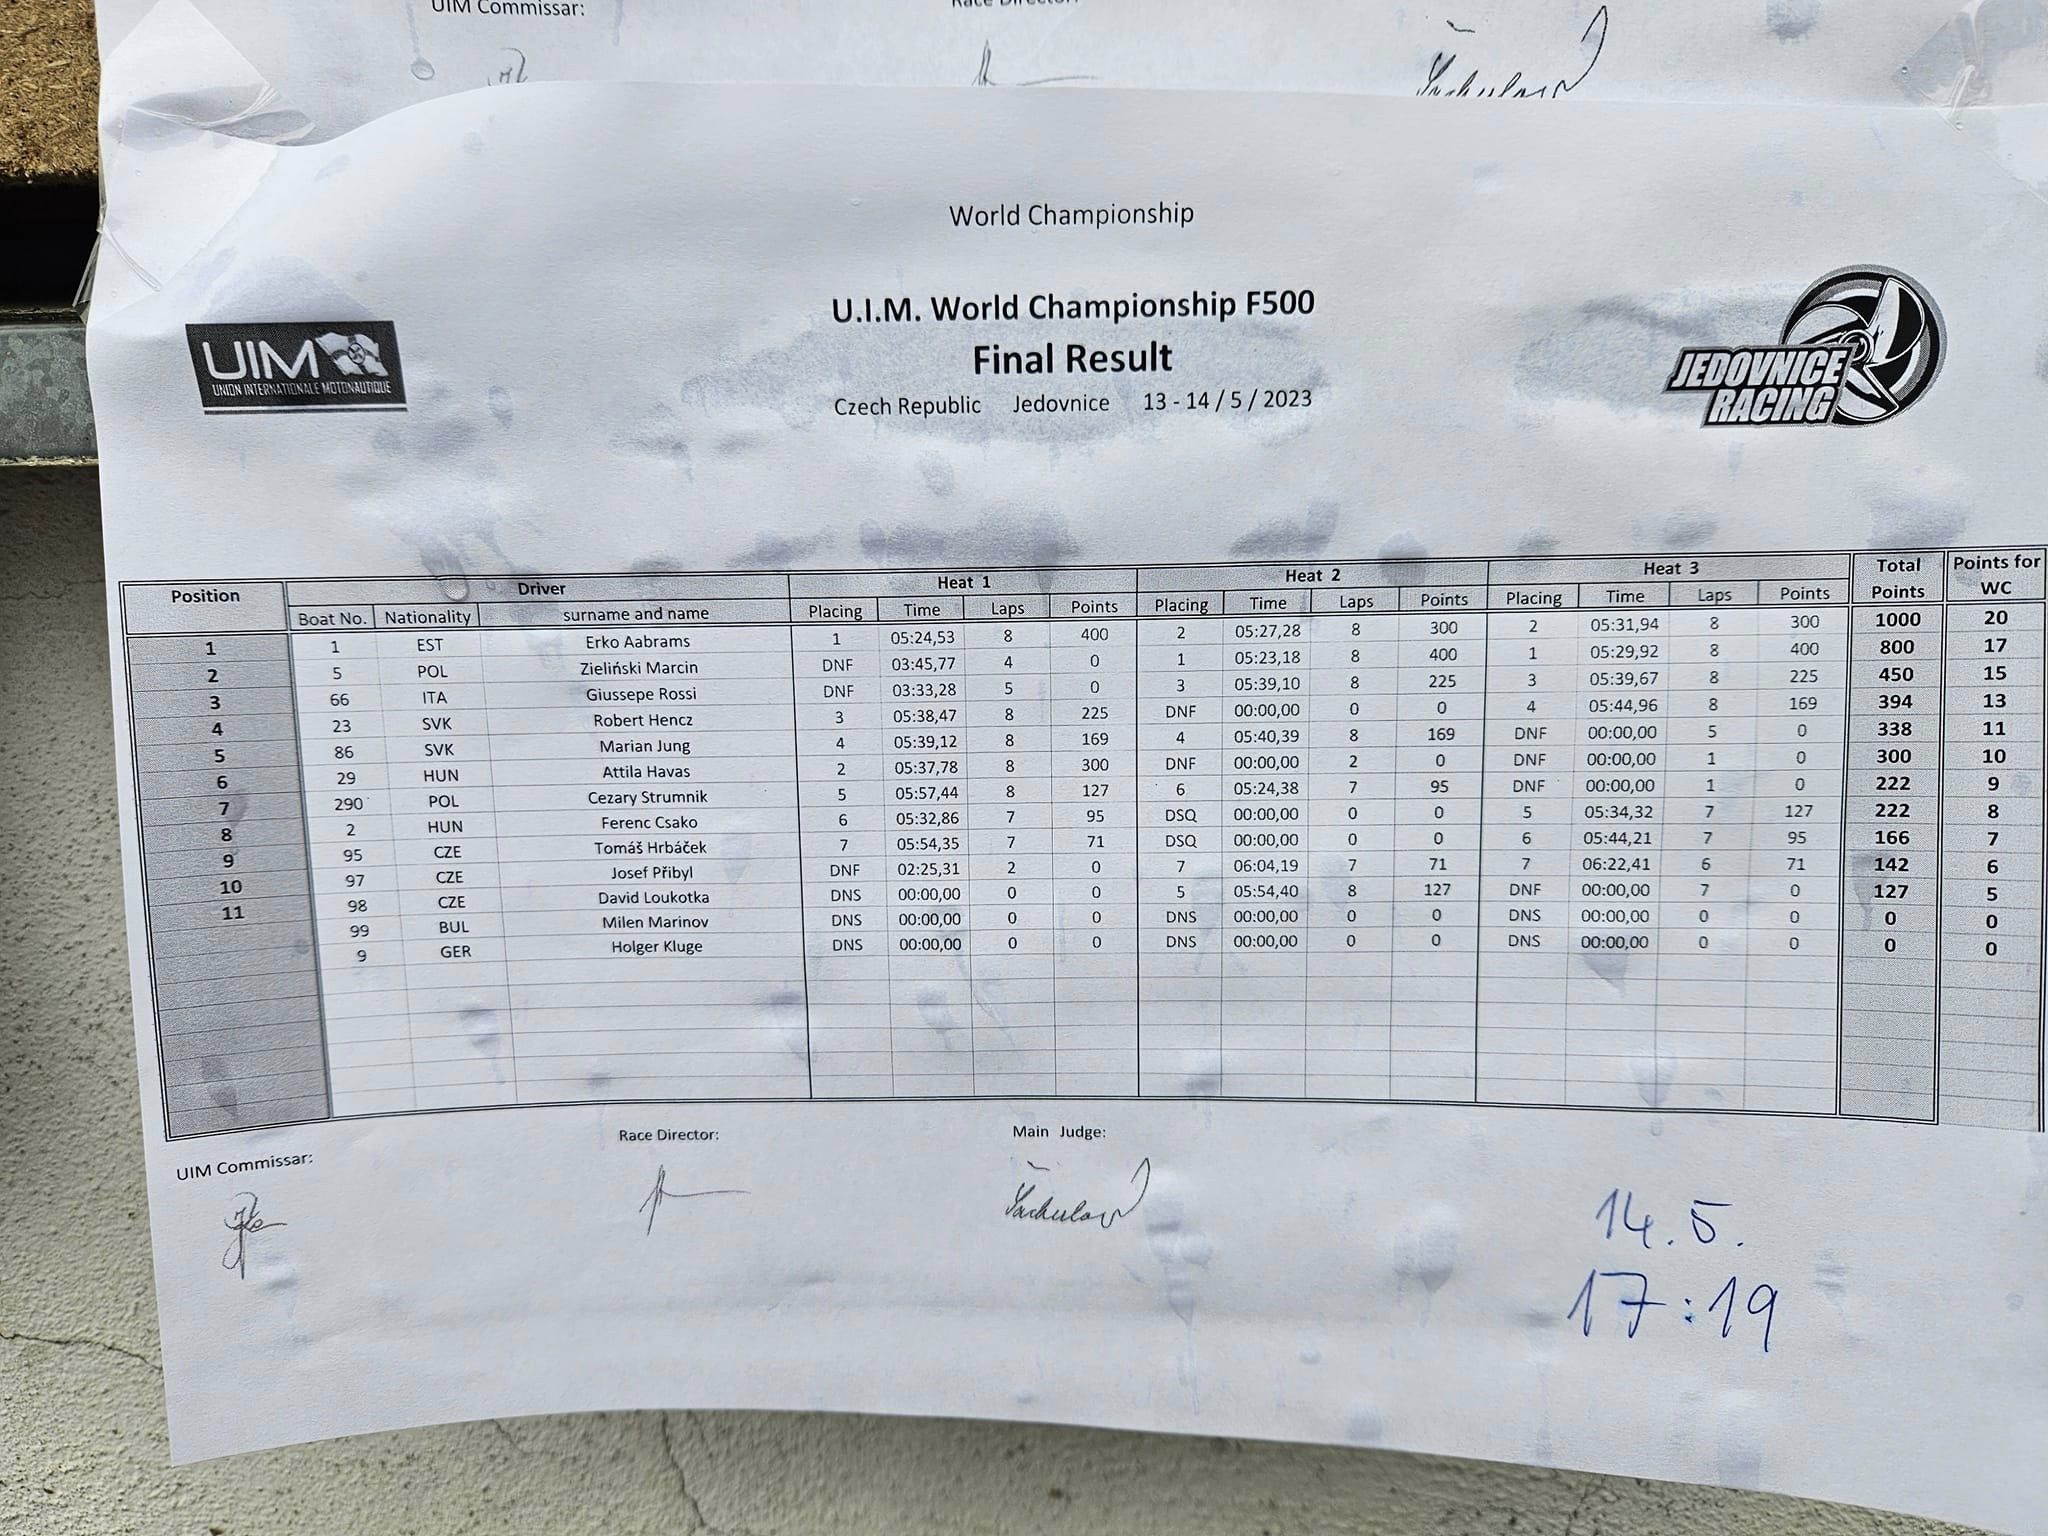 UIM Commissar:
Race Director:
World Championship
U.I.M. World Championship F500
Final Result
Czech Republic Jedovnice 13 - 14 / 5 / 2023
UIM
UNION INTERNATIONALE MOTONAUTIQUE
JEDOVNICE
RACING
Position Driver Heat 1 Heat 2 Heat 3 Total Points Points for WC
Boat No. Nationality surname and name Placing Time Laps Points Placing Time Laps Points Placing Time Laps Points
1 1 EST Erko Aabrams 1 05:24,53 8 400 2 05:27,28 8 300 2 05:31,94 8 300 1000 20
2 5 POL Zieliński Marcin DNF 03:45,77 4 0 1 05:23,18 8 400 1 05:29,92 8 400 800 17
3 66 ITA Giussepe Rossi DNF 03:33,28 5 0 3 05:39,10 8 225 3 05:39,67 8 225 450 15
4 23 SVK Robert Hencz 3 05:38,47 8 225 DNF 00:00,00 0 0 4 05:44,96 8 169 394 13
5 86 SVK Marian Jung 4 05:39,12 8 169 4 05:40,39 8 169 DNF 00:00,00 5 0 338 11
6 29 HUN Attila Havas 2 05:37,78 8 300 DNF 00:00,00 2 0 DNF 00:00,00 1 0 300 10
7 290 POL Cezary Strumnik 5 05:57,44 8 127 6 05:24,38 7 95 DNF 00:00,00 1 0 222 9
8 2 HUN Ferenc Csako 6 05:32,86 7 95 DSQ 00:00,00 0 0 5 05:34,32 7 127 222 8
9 95 CZE Tomáš Hrbáček 7 05:54,35 7 71 DSQ 00:00,00 0 0 6 05:44,21 7 95 166 7
10 97 CZE Josef Přibyl DNF 02:25,31 2 0 7 06:04,19 7 71 7 06:22,41 6 71 142 6
11 98 CZE David Loukotka DNS 00:00,00 0 0 5 05:54,40 8 127 DNF 00:00,00 7 0 127 5
99 BUL Milen Marinov DNS 00:00,00 0 0 DNS 00:00,00 0 0 DNS 00:00,00 0 0 0 0
9 GER Holger Kluge DNS 00:00,00 0 0 DNS 00:00,00 0 0 DNS 00:00,00 0 0 0 0
UIM Commissar: Race Director: Main Judge:
14.5.
17:19